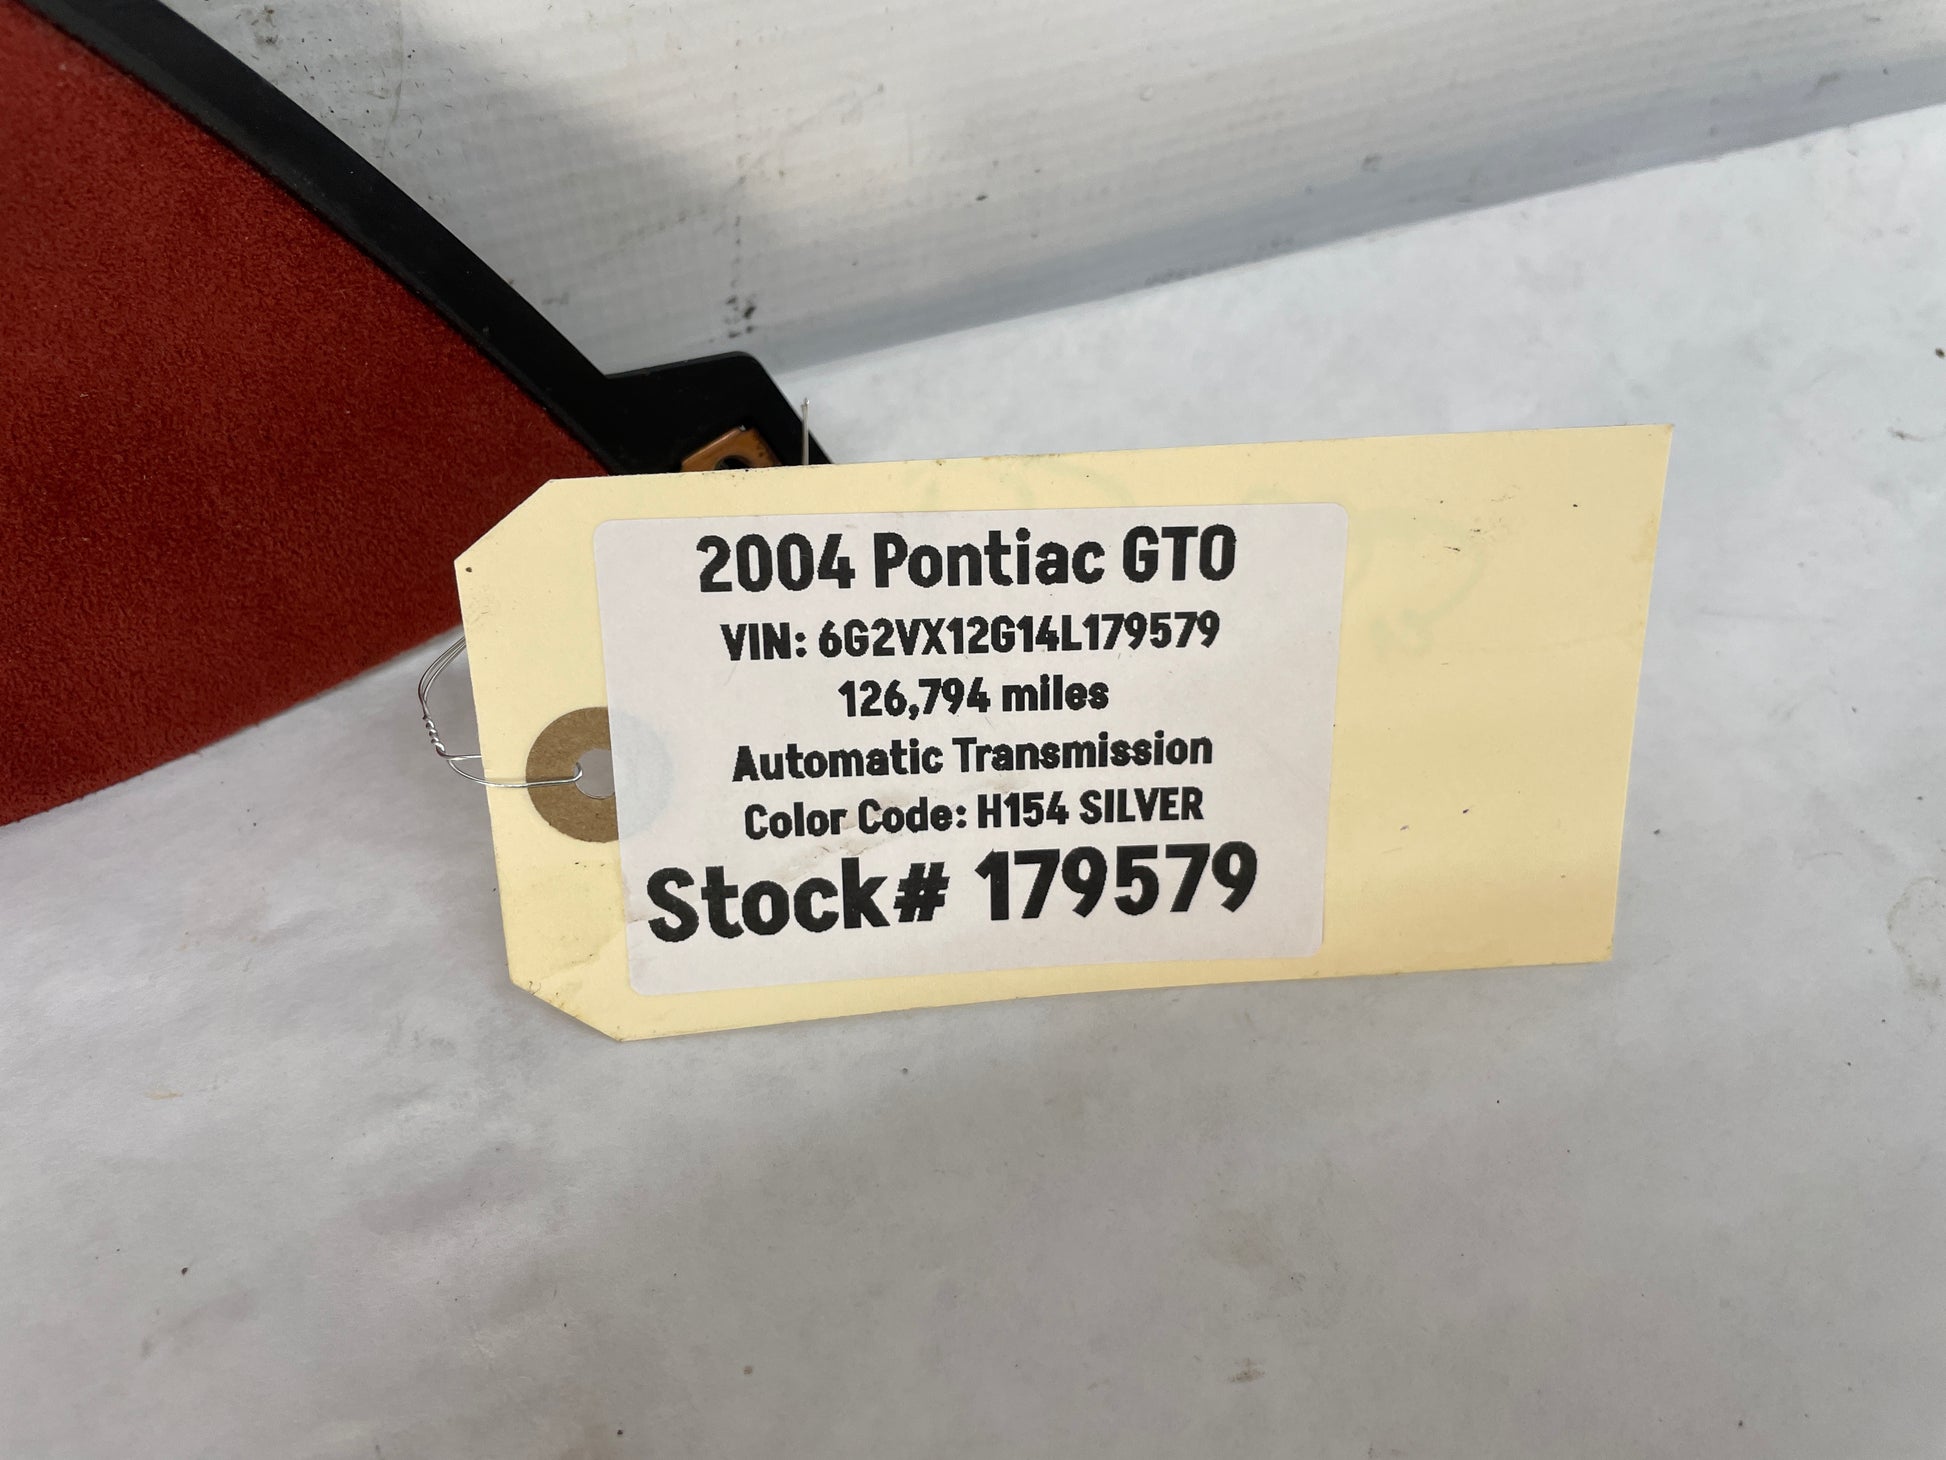 2004 Pontiac GTO
VIN: 6G2VX12G14L179579
126,794 miles
Automatic Transmission
Color Code: H154 SILVER
Stock# 179579